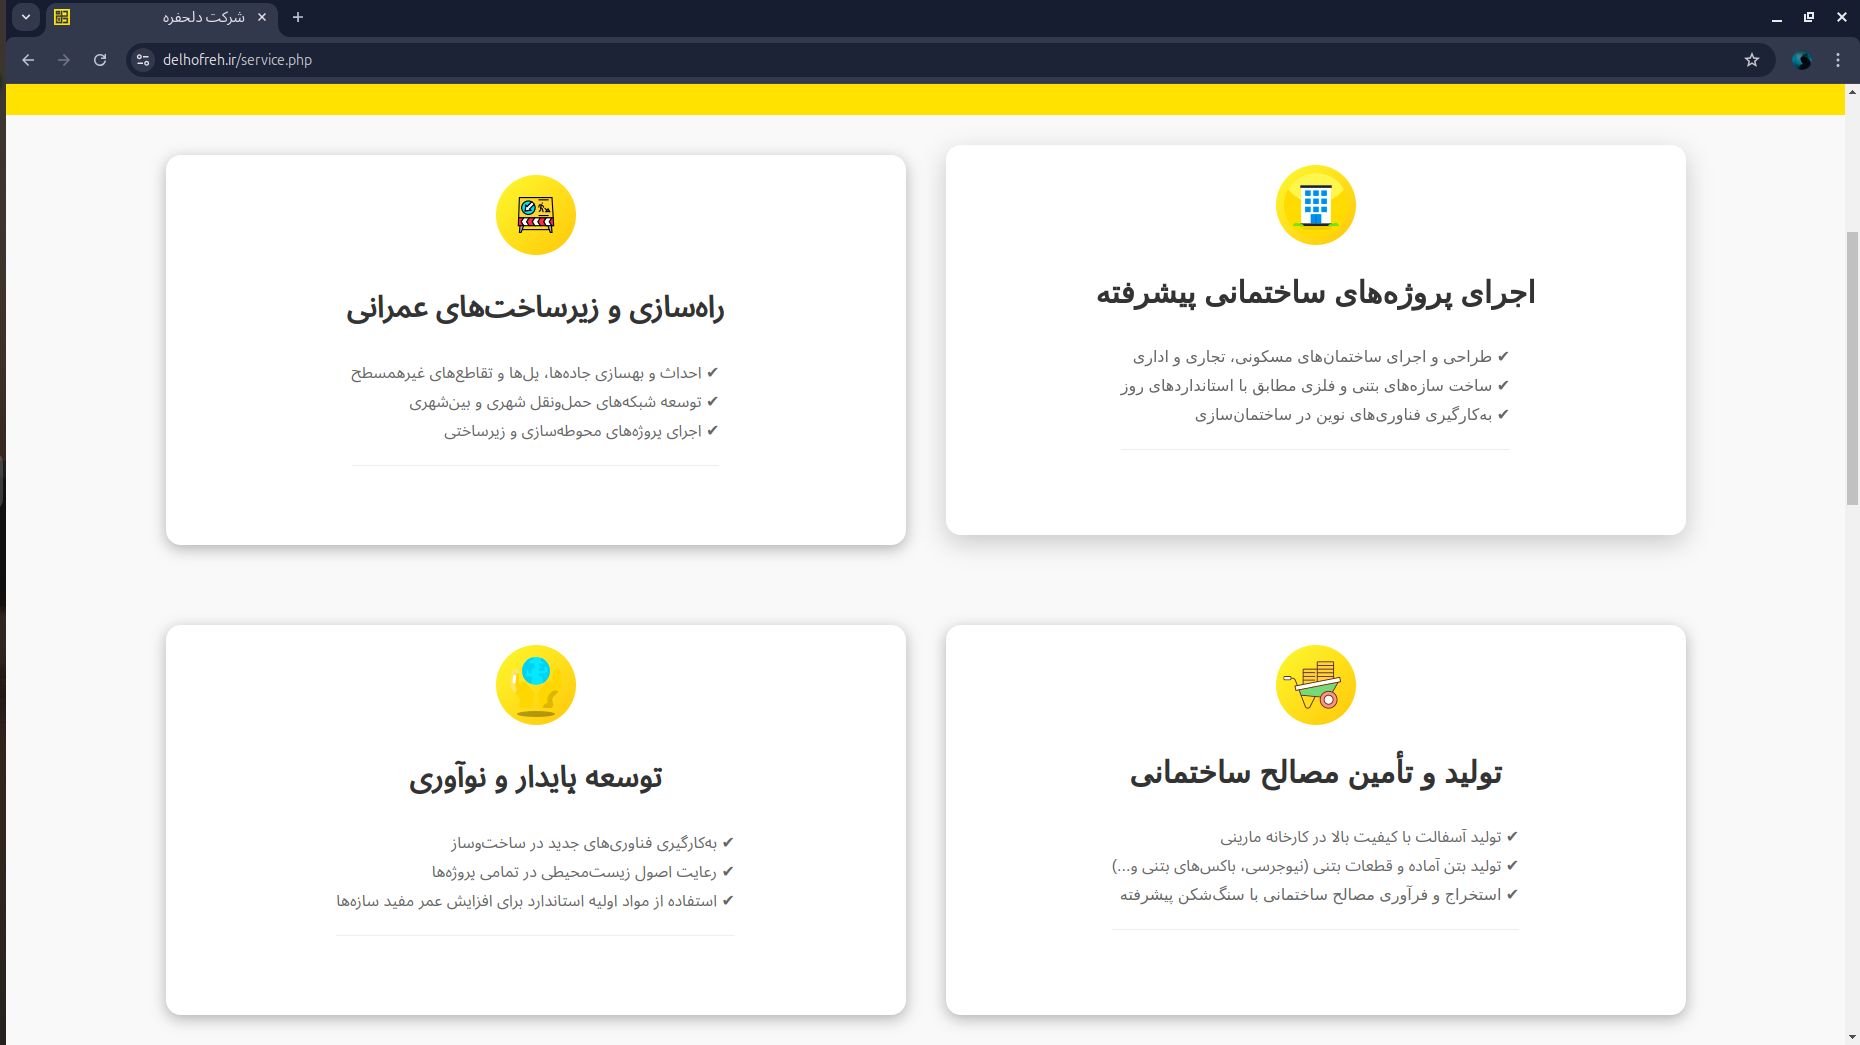 شرکت دلحفره
delhofreh.ir/service.php
اجرای پروژه‌های ساختمانی پیشرفته
✔ طراحی و اجرای ساختمان‌های مسکونی، تجاری و اداری
✔ ساخت سازه‌های بتنی و فلزی مطابق با استانداردهای روز
✔ به‌کارگیری فناوری‌های نوین در ساختمان‌سازی
راه‌سازی و زیرساخت‌های عمرانی
✔ احداث و بهسازی جاده‌ها، پل‌ها و تقاطع‌های غیرهمسطح
✔ توسعه شبکه‌های حمل‌ونقل شهری و بین‌شهری
✔ اجرای پروژه‌های محوطه‌سازی و زیرساختی
تولید و تأمین مصالح ساختمانی
✔ تولید آسفالت با کیفیت بالا در کارخانه مارینی
✔ تولید بتن آماده و قطعات بتنی (نیوجرسی، باکس‌های بتنی و...)
✔ استخراج و فرآوری مصالح ساختمانی با سنگ‌شکن پیشرفته
توسعه پایدار و نوآوری
✔ به‌کارگیری فناوری‌های جدید در ساخت‌وساز
✔ رعایت اصول زیست‌محیطی در تمامی پروژه‌ها
✔ استفاده از مواد اولیه استاندارد برای افزایش عمر مفید سازه‌ها